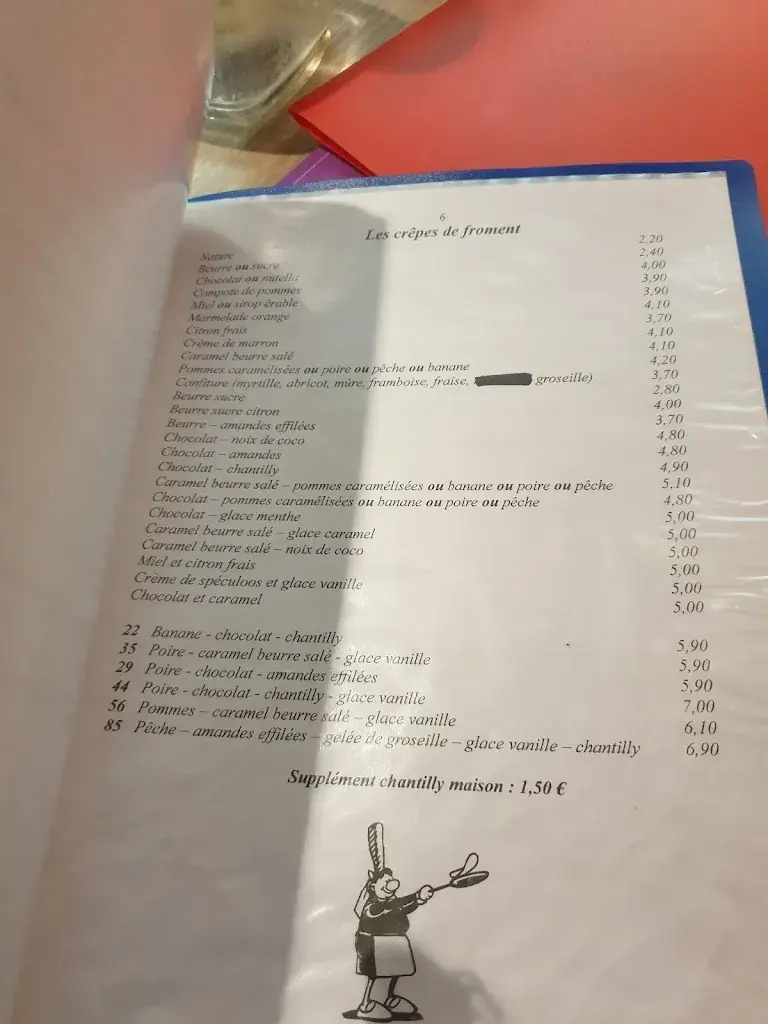 6
Les crêpes de froment
Nature 2,20
Beurre ou sucre 2,40
Chocolat ou nutella 4,00
Compote de pommes 3,90
Miel ou sirop érable 3,90
Marmelade orange 4,10
Citron frais 3,70
Crème de marron 4,10
Caramel beurre salé 4,10
Pommes caramélisées ou poire ou pêche ou banane 4,20
Confiture (myrtille, abricot, mûre, framboise, fraise, groseille) 3,70
Beurre sucre 2,80
Beurre sucre citron 4,00
Beurre – amandes effilées 3,70
Chocolat – noix de coco 4,80
Chocolat – amandes 4,80
Chocolat – chantilly 4,90
Caramel beurre salé – pommes caramélisées ou banane ou poire ou pêche 5,10
Chocolat – pommes caramélisées ou banane ou poire ou pêche 4,80
Chocolat – glace menthe 5,00
Caramel beurre salé – glace caramel 5,00
Caramel beurre salé – noix de coco 5,00
Miel et citron frais 5,00
Crème de spéculoos et glace vanille 5,00
Chocolat et caramel 5,00
22 Banane - chocolat - chantilly 5,90
35 Poire - caramel beurre salé - glace vanille 5,90
29 Poire - chocolat - amandes effilées 5,90
44 Poire - chocolat - chantilly - glace vanille 7,00
56 Pommes – caramel beurre salé – glace vanille 6,10
85 Pêche – amandes effilées – gelée de groseille – glace vanille – chantilly 6,90
Supplément chantilly maison : 1,50 €